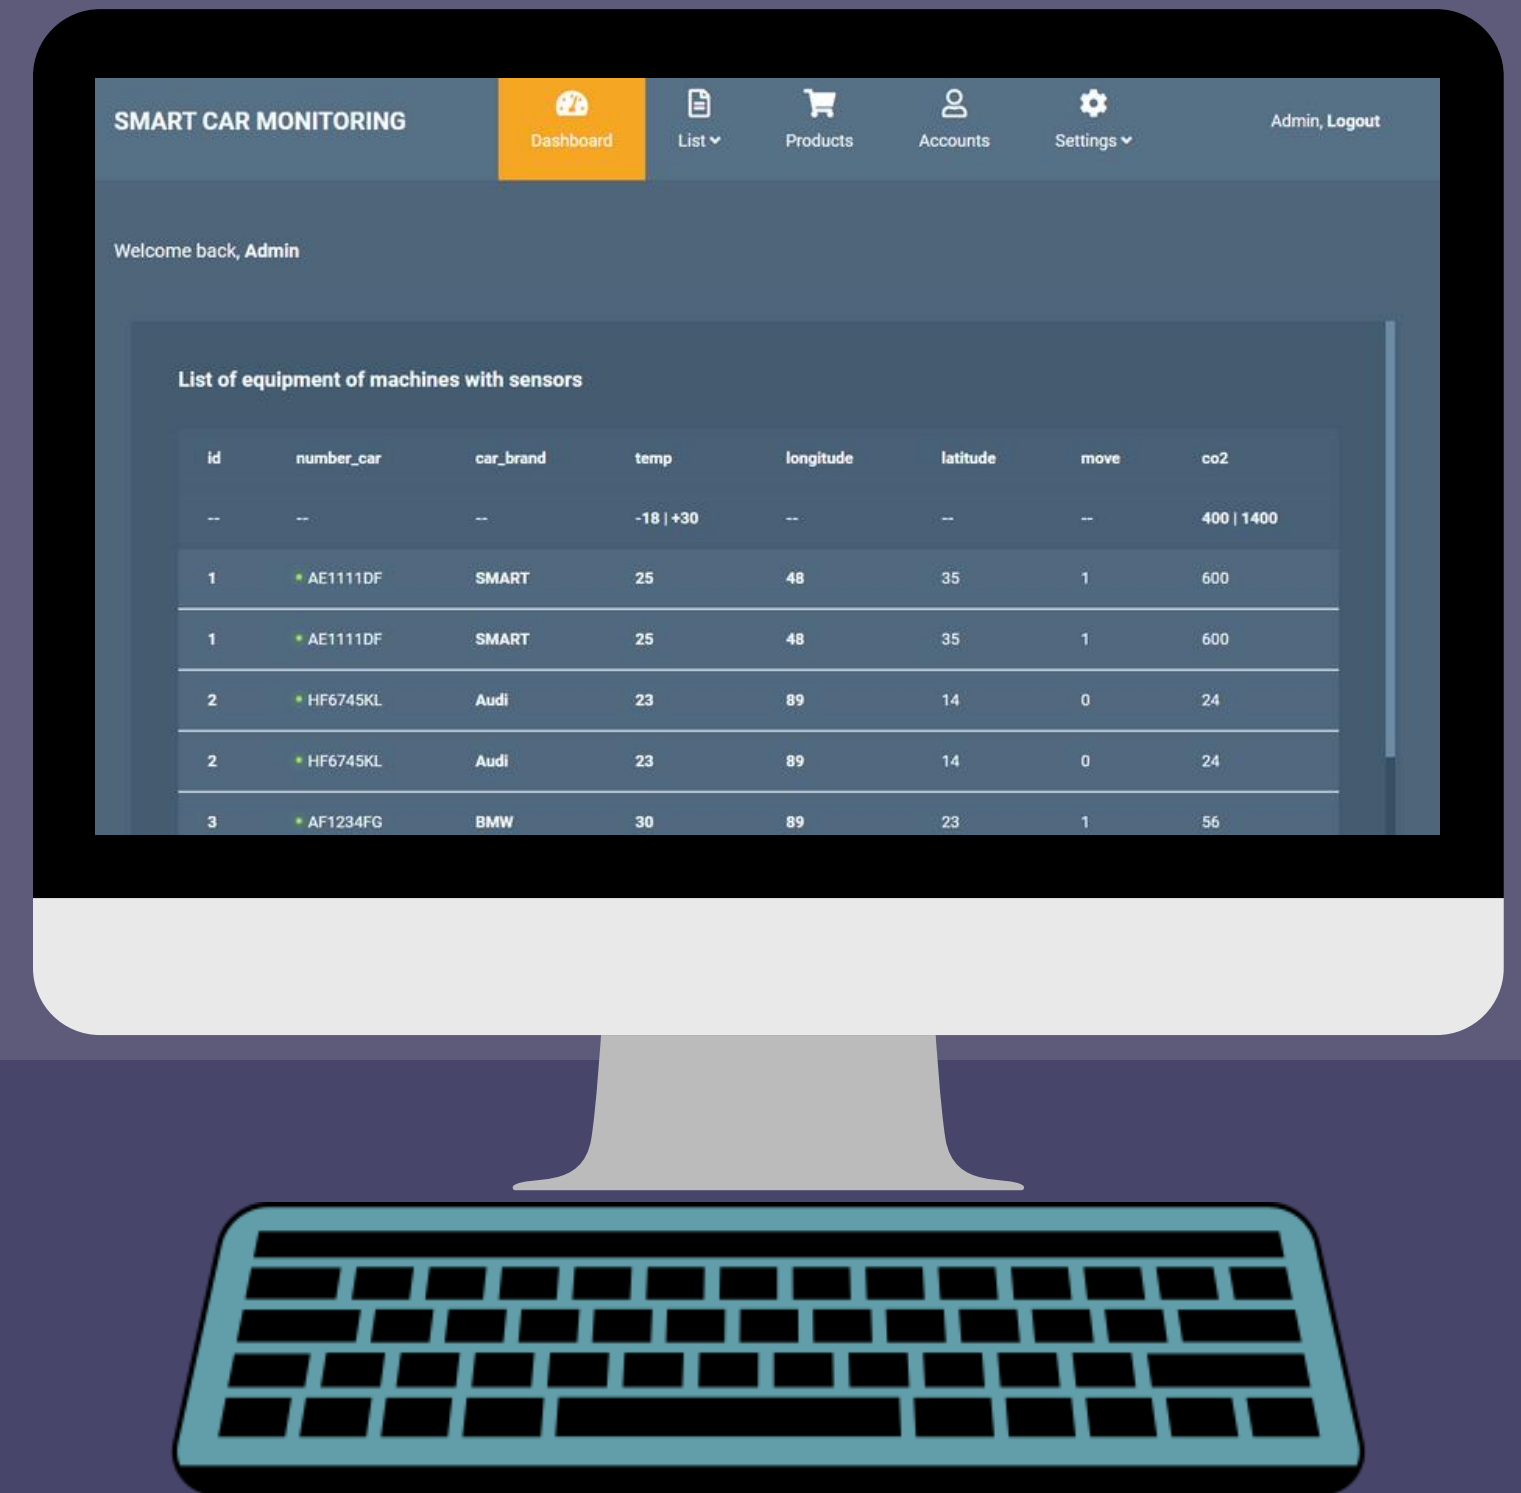 SMART CAR MONITORING
Dashboard
List
Products
Accounts
Settings
Admin, Logout
Welcome back, Admin
List of equipment of machines with sensors
id number_car car_brand temp longitude latitude move co2
-- -- -- -18 | +30 -- -- -- 400 | 1400
1 AE1111DF SMART 25 48 35 1 600
1 AE1111DF SMART 25 48 35 1 600
2 HF6745KL Audi 23 89 14 0 24
2 HF6745KL Audi 23 89 14 0 24
3 AF1234FG BMW 30 89 23 1 56